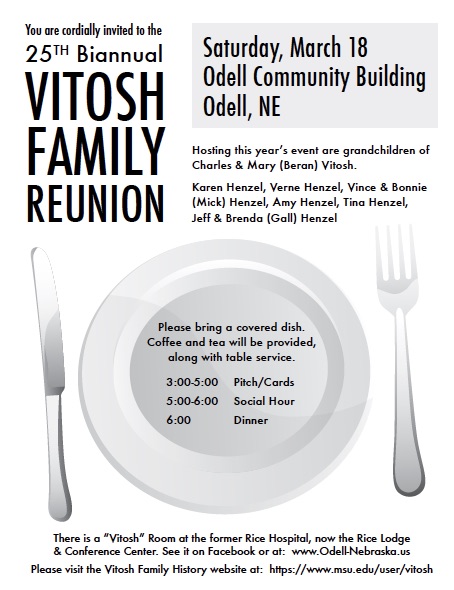 You are cordially invited to the
25TH Biannual
VITOSH
FAMILY
REUNION
Saturday, March 18
Odell Community Building
Odell, NE
Hosting this year's event are grandchildren of
Charles & Mary (Beran) Vitosh.
Karen Henzel, Verne Henzel, Vince & Bonnie
(Mick) Henzel, Amy Henzel, Tina Henzel,
Jeff & Brenda (Gall) Henzel
Please bring a covered dish.
Coffee and tea will be provided,
along with table service.
3:00-5:00 Pitch/Cards
5:00-6:00 Social Hour
6:00 Dinner
There is a "Vitosh" Room at the former Rice Hospital, now the Rice Lodge
& Conference Center. See it on Facebook or at: www.Odell-Nebraska.us
Please visit the Vitosh Family History website at: https://www.msu.edu/user/vitosh